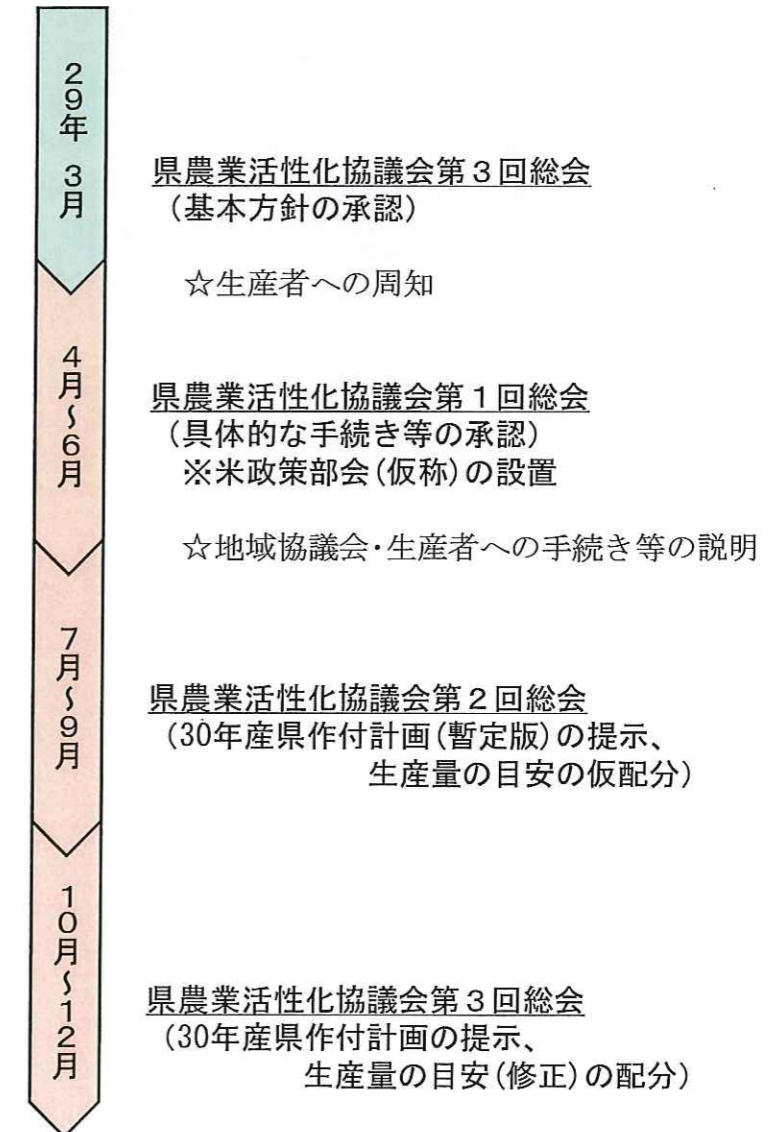 29年 3月
県農業活性化協議会第3回総会
(基本方針の承認)
☆生産者への周知
4月~6月
県農業活性化協議会第1回総会
(具体的な手続き等の承認)
※米政策部会(仮称)の設置
☆地域協議会・生産者への手続き等の説明
7月~9月
県農業活性化協議会第2回総会
(30年産県作付計画(暫定版)の提示、
生産量の目安の仮配分)
10月~12月
県農業活性化協議会第3回総会
(30年産県作付計画の提示、
生産量の目安(修正)の配分)